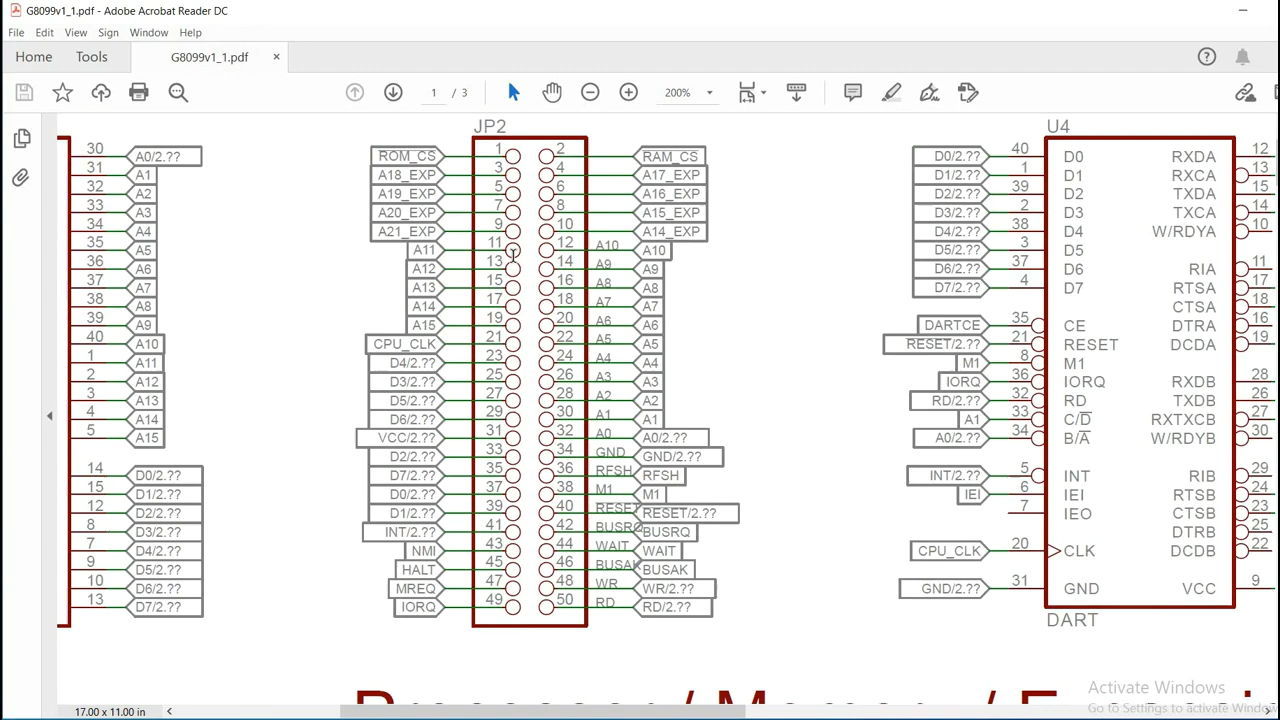 G8099v1_1.pdf - Adobe Acrobat Reader DC
File Edit View Sign Window Help
Home Tools G8099v1_1.pdf ×
1 / 3 200%
JP2 U4
30 A0/2.?? ROM_CS 1 2 RAM_CS D0/2.?? 40 D0 RXDA 12
31 A1 A18_EXP 3 4 A17_EXP D1/2.?? 1 D1 RXCA 13
32 A2 A19_EXP 5 6 A16_EXP D2/2.?? 39 D2 TXDA 15
33 A3 A20_EXP 7 8 A15_EXP D3/2.?? 2 D3 TXCA 14
34 A4 A21_EXP 9 10 A14_EXP D4/2.?? 38 D4 W/RDYA 10
35 A5 A11 11 12 A10 A10 D5/2.?? 3 D5
36 A6 A12 13 14 A9 A9 D6/2.?? 37 D6 RIA 11
37 A7 A13 15 16 A8 A8 D7/2.?? 4 D7 RTSA 17
38 A8 A14 17 18 A7 A7 CTSA 18
39 A9 A15 19 20 A6 A6 DARTCE 35 CE DTRA 16
40 A10 CPU_CLK 21 22 A5 A5 RESET/2.?? 21 RESET DCDA 19
1 A11 D4/2.?? 23 24 A4 A4 M1 8 M1
2 A12 D3/2.?? 25 26 A3 A3 IORQ 36 IORQ RXDB 28
3 A13 D5/2.?? 27 28 A2 A2 RD/2.?? 32 RD TXDB 26
4 A14 D6/2.?? 29 30 A1 A1 A1 33 C/D RXTXCB 27
5 A15 VCC/2.?? 31 32 A0 A0/2.?? A0/2.?? 34 B/A W/RDYB 30
D2/2.?? 33 34 GND GND/2.??
14 D0/2.?? D7/2.?? 35 36 RFSH RFSH INT/2.?? 5 INT RIB 29
15 D1/2.?? D0/2.?? 37 38 M1 M1 IEI 6 IEI RTSB 24
12 D2/2.?? D1/2.?? 39 40 RESET RESET/2.?? 7 IEO CTSB 23
8 D3/2.?? INT/2.?? 41 42 BUSRQ BUSRQ DTRB 25
7 D4/2.?? NMI 43 44 WAIT WAIT CPU_CLK 20 CLK DCDB 22
9 D5/2.?? HALT 45 46 BUSAK BUSAK
10 D6/2.?? MREQ 47 48 WR WR/2.?? GND/2.?? 31 GND VCC 9
13 D7/2.?? IORQ 49 50 RD RD/2.??
DART
Activate Windows
Go to Settings to activate Windows
17.00 x 11.00 in